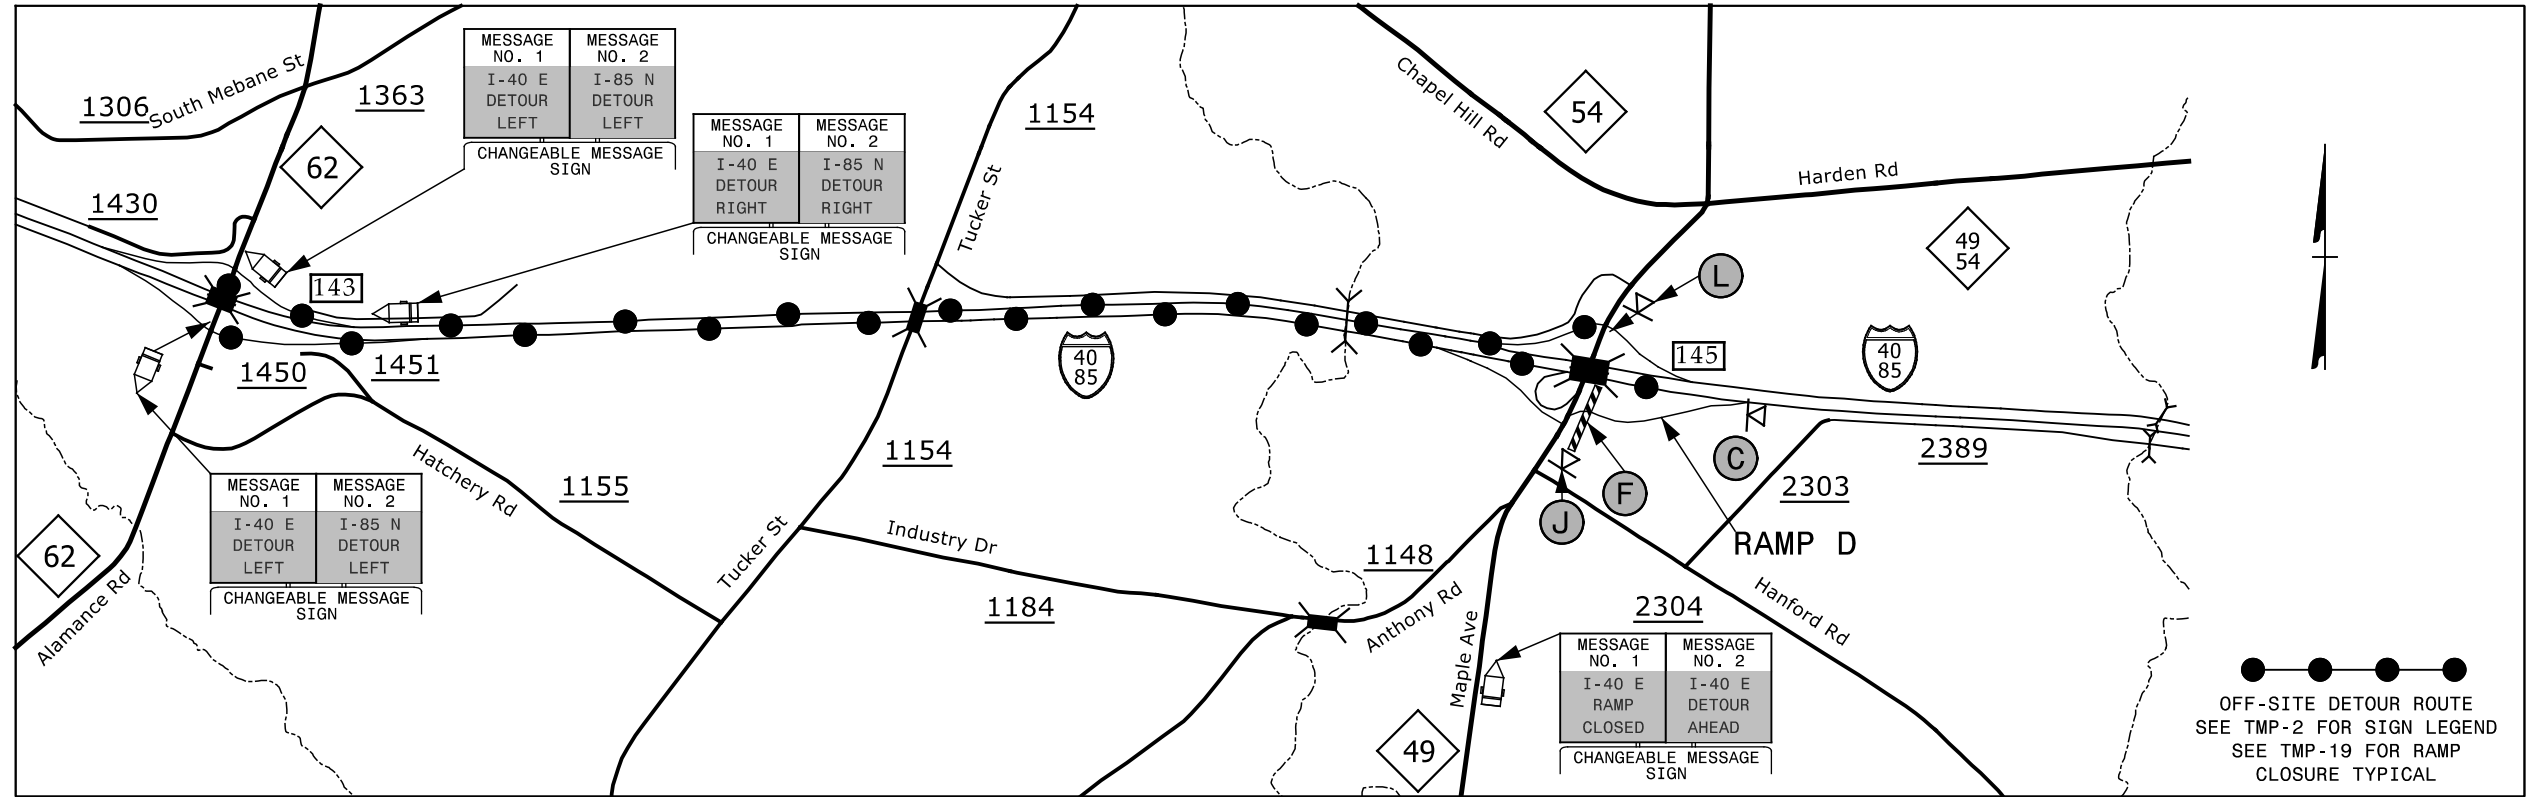 1306
South Mebane St
1363
62
1430
MESSAGE NO. 1
MESSAGE NO. 2
I-40 E
DETOUR
LEFT
I-85 N
DETOUR
LEFT
CHANGEABLE MESSAGE
SIGN
MESSAGE NO. 1
MESSAGE NO. 2
I-40 E
DETOUR
RIGHT
I-85 N
DETOUR
RIGHT
CHANGEABLE MESSAGE
SIGN
1154
Tucker St
Chapel Hill Rd
54
Harden Rd
49
54
L
143
1450
1451
40
85
145
40
85
Hatchery Rd
1155
1154
C
2389
2303
F
J
RAMP D
MESSAGE NO. 1
MESSAGE NO. 2
I-40 E
DETOUR
LEFT
I-85 N
DETOUR
LEFT
CHANGEABLE MESSAGE
SIGN
62
Alamance Rd
Tucker St
Industry Dr
1184
1148
Anthony Rd
Maple Ave
2304
Hanford Rd
49
MESSAGE NO. 1
MESSAGE NO. 2
I-40 E
RAMP
CLOSED
I-40 E
DETOUR
AHEAD
CHANGEABLE MESSAGE
SIGN
OFF-SITE DETOUR ROUTE
SEE TMP-2 FOR SIGN LEGEND
SEE TMP-19 FOR RAMP
CLOSURE TYPICAL